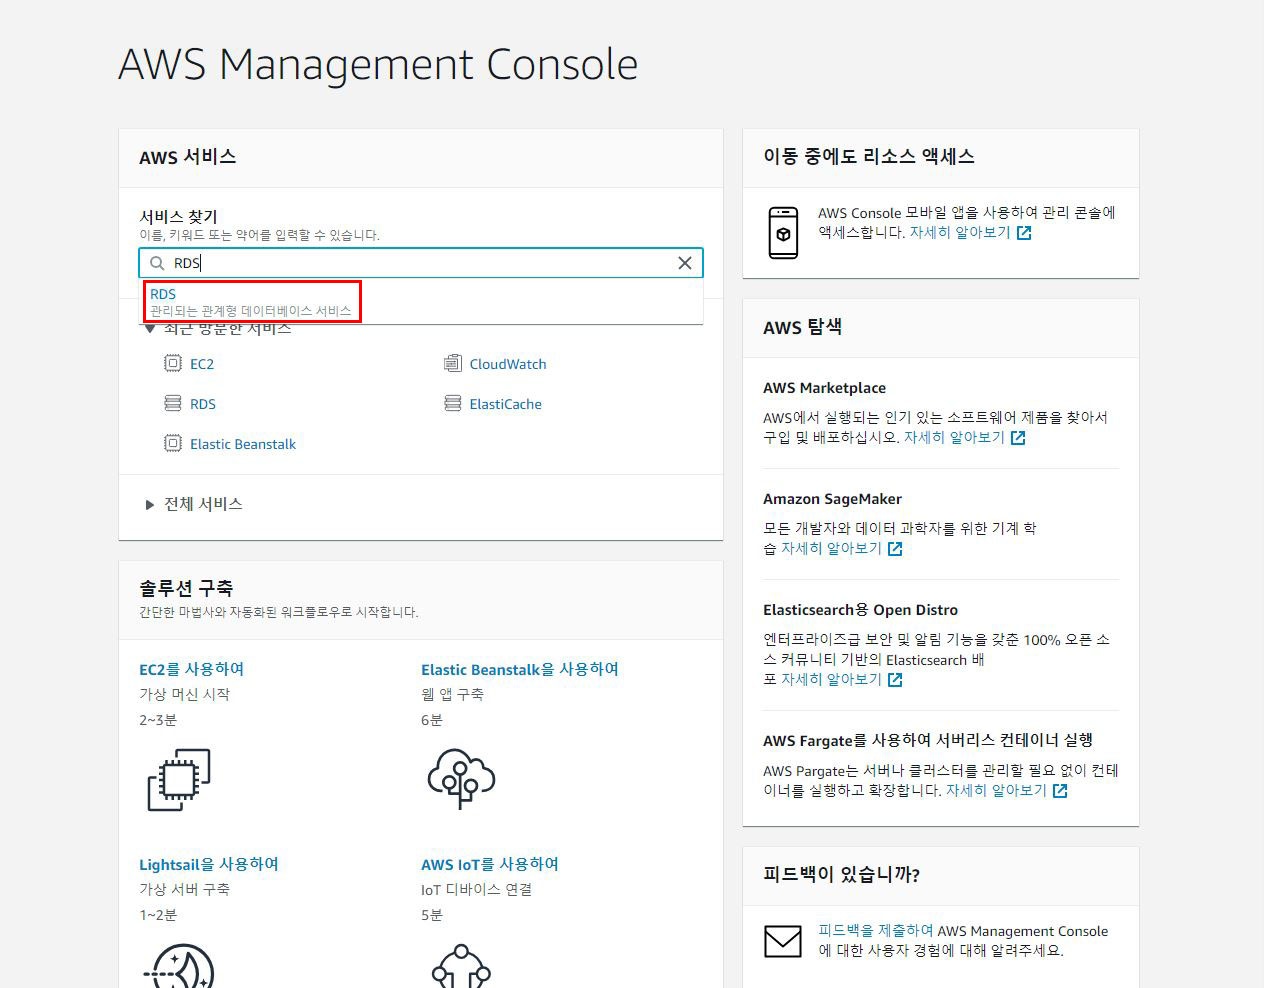 AWS Management Console
AWS 서비스
서비스 찾기
이름, 키워드 또는 약어를 입력할 수 있습니다.
RDS
RDS
관리되는 관계형 데이터베이스 서비스
최근 방문한 서비스
EC2
CloudWatch
RDS
ElastiCache
Elastic Beanstalk
전체 서비스
솔루션 구축
간단한 마법사와 자동화된 워크플로우로 시작합니다.
EC2를 사용하여
가상 머신 시작
2~3분
Elastic Beanstalk을 사용하여
웹 앱 구축
6분
Lightsail을 사용하여
가상 서버 구축
1~2분
AWS IoT를 사용하여
IoT 디바이스 연결
5분
이동 중에도 리소스 액세스
AWS Console 모바일 앱을 사용하여 관리 콘솔에
액세스합니다. 자세히 알아보기
AWS 탐색
AWS Marketplace
AWS에서 실행되는 인기 있는 소프트웨어 제품을 찾아서
구입 및 배포하십시오. 자세히 알아보기
Amazon SageMaker
모든 개발자와 데이터 과학자를 위한 기계 학
습 자세히 알아보기
Elasticsearch용 Open Distro
엔터프라이즈급 보안 및 알림 기능을 갖춘 100% 오픈 소
스 커뮤니티 기반의 Elasticsearch 배
포 자세히 알아보기
AWS Fargate를 사용하여 서버리스 컨테이너 실행
AWS Pargate는 서버나 클러스터를 관리할 필요 없이 컨테
이너를 실행하고 확장합니다. 자세히 알아보기
피드백이 있습니까?
피드백을 제출하여 AWS Management Console
에 대한 사용자 경험에 대해 알려주세요.